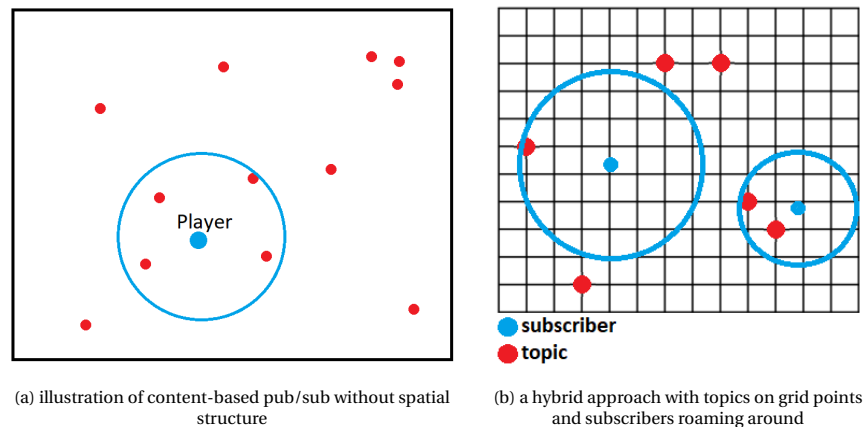 Player
subscriber
topic
(a) illustration of content-based pub/sub without spatial
structure
(b) a hybrid approach with topics on grid points
and subscribers roaming around